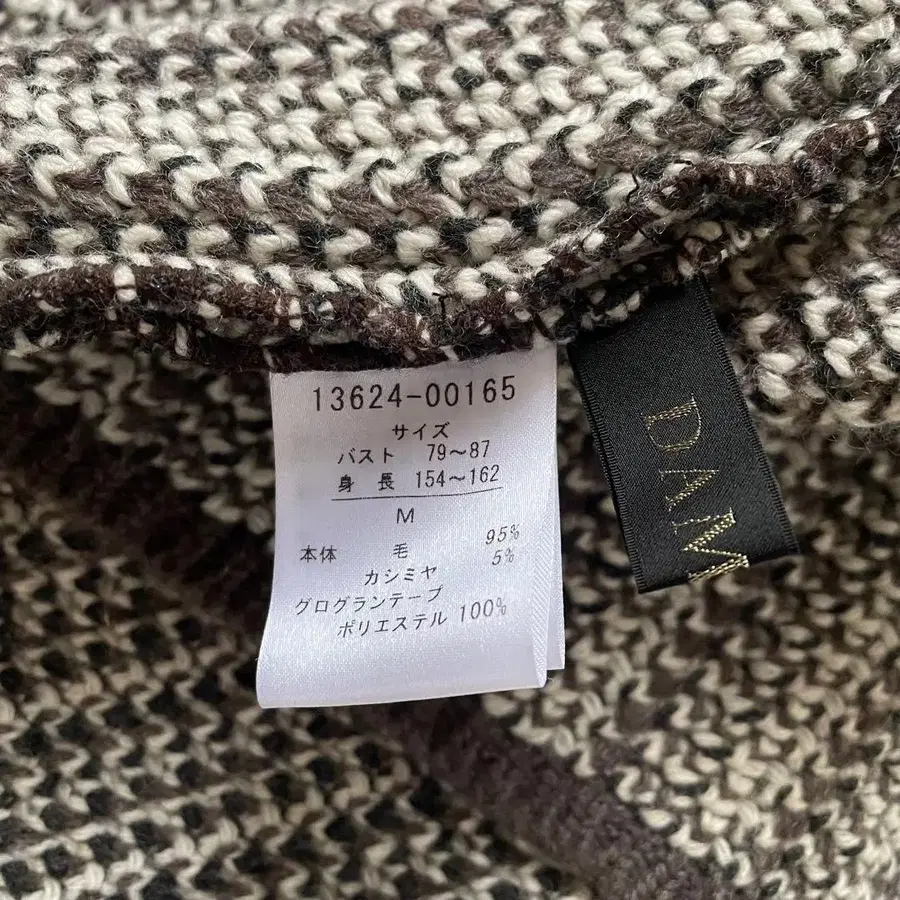 13624-00165
サイズ
バスト 79～87
身長 154～162
M
本体 毛 95%
カシミヤ 5%
グログランテープ
ポリエステル 100%
DAM